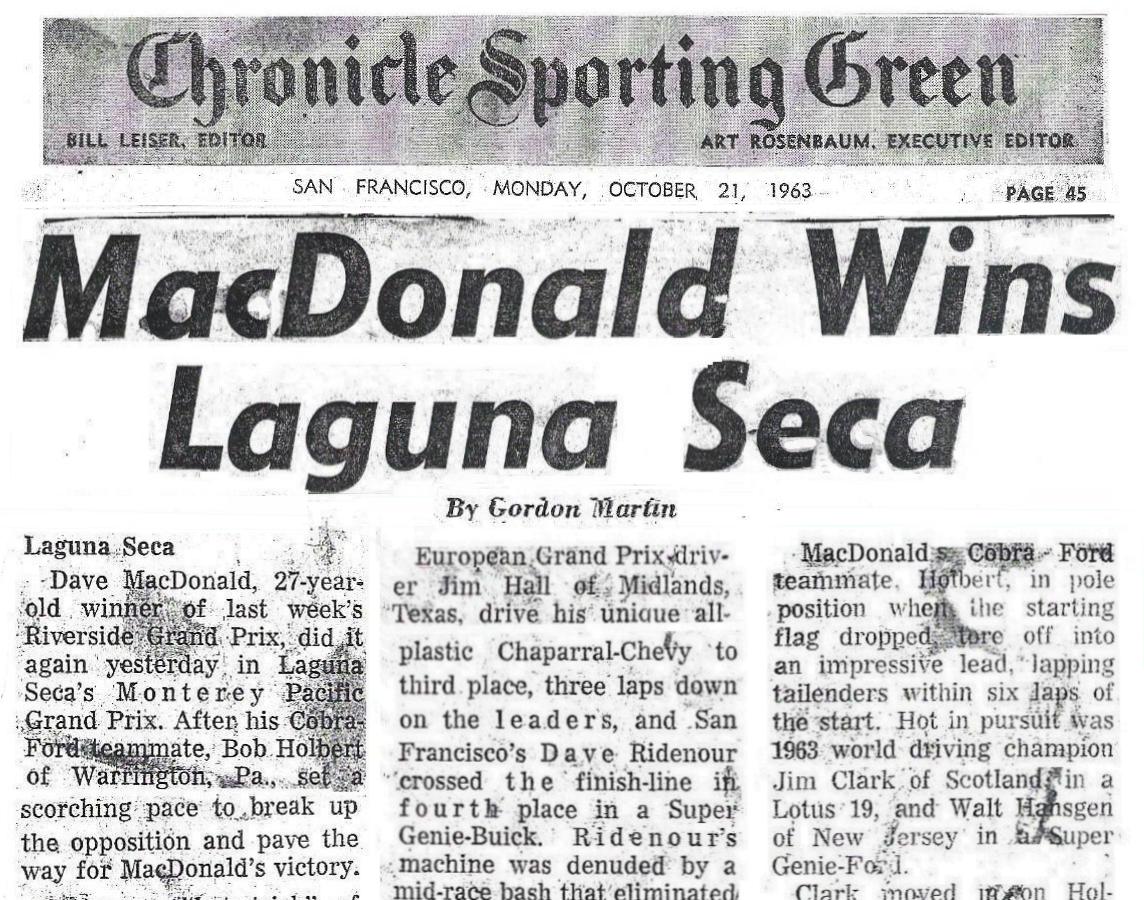 Chronicle Sporting Green
BILL LEISER, EDITOR
ART ROSENBAUM, EXECUTIVE EDITOR
SAN FRANCISCO, MONDAY, OCTOBER 21, 1963
PAGE 45
MacDonald Wins
Laguna Seca
By Gordon Martin
Laguna Seca
Dave MacDonald, 27-year-
old winner of last week's
Riverside Grand Prix, did it
again yesterday in Laguna
Seca's Monterey Pacific
Grand Prix. After his Cobra-
Ford teammate, Bob Holbert
of Warrington, Pa., set a
scorching pace to break up
the opposition and pave the
way for MacDonald's victory.
European Grand Prix driv-
er Jim Hall of Midlands,
Texas, drive his unique all-
plastic Chaparral-Chevy to
third place, three laps down
on the leaders, and San
Francisco's Dave Ridenour
crossed the finish-line in
fourth place in a Super
Genie-Buick. Ridenour's
machine was denuded by a
mid-race bash that eliminated
MacDonald s Cobra - Ford
teammate, Holbert, in pole
position when the starting
flag dropped tore off into
an impressive lead, lapping
tailenders within six laps of
the start. Hot in pursuit was
1963 world driving champion
Jim Clark of Scotland, in a
Lotus 19, and Walt Hansgen
of New Jersey in a Super
Genie-Ford.
Clark moved in on Hol-